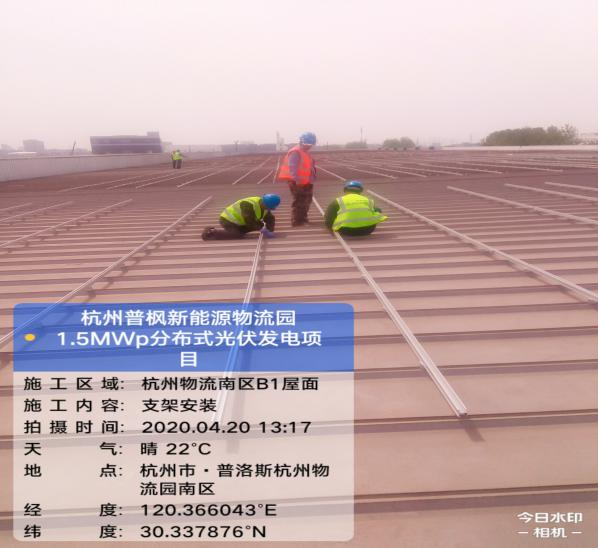 杭州普枫新能源物流园
1.5MWp分布式光伏发电项
目
施工区域: 杭州物流南区B1屋面
施工内容: 支架安装
拍摄时间: 2020.04.20 13:17
天气: 晴 22°C
地点: 杭州市·普洛斯杭州物
流园南区
经度: 120.366043°E
纬度: 30.337876°N
今日水印
- 相机 -